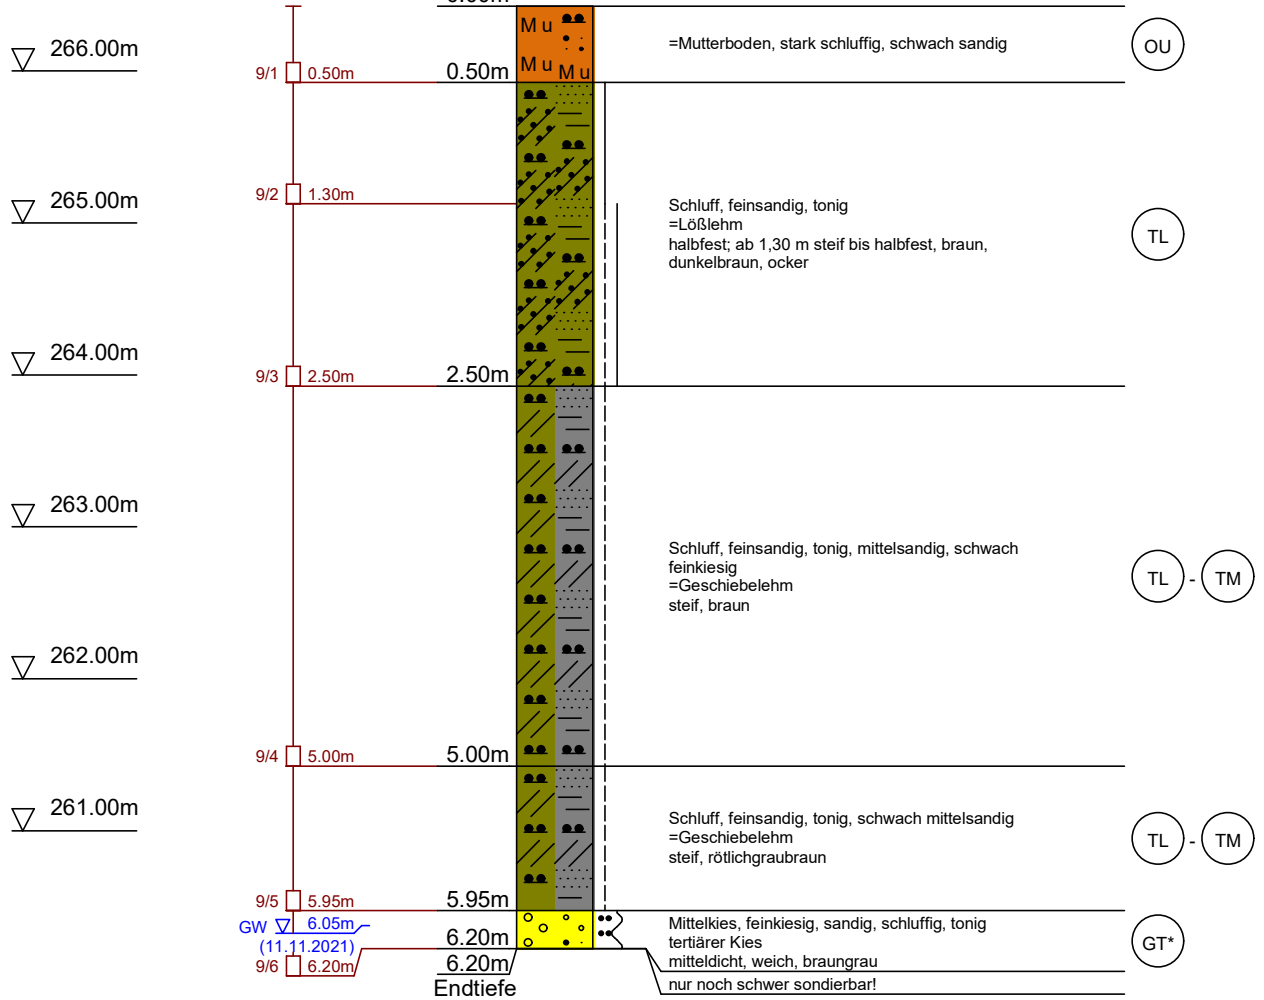 0.00m
M u
266.00m
=Mutterboden, stark schluffig, schwach sandig
OU
M u
M u
9/1
0.50m
0.50m
9/2
1.30m
265.00m
Schluff, feinsandig, tonig
=Lößlehm
halbfest; ab 1,30 m steif bis halbfest, braun,
dunkelbraun, ocker
TL
264.00m
9/3
2.50m
2.50m
263.00m
Schluff, feinsandig, tonig, mittelsandig, schwach
feinkiesig
=Geschiebelehm
steif, braun
TL - TM
262.00m
9/4
5.00m
5.00m
261.00m
Schluff, feinsandig, tonig, schwach mittelsandig
=Geschiebelehm
steif, rötlichgraubraun
TL - TM
9/5
5.95m
5.95m
GW 6.05m
(11.11.2021)
Mittelkies, feinkiesig, sandig, schluffig, tonig
tertiärer Kies
mitteldicht, weich, braungrau
GT*
6.20m
9/6
6.20m
6.20m
Endtiefe
nur noch schwer sondierbar!